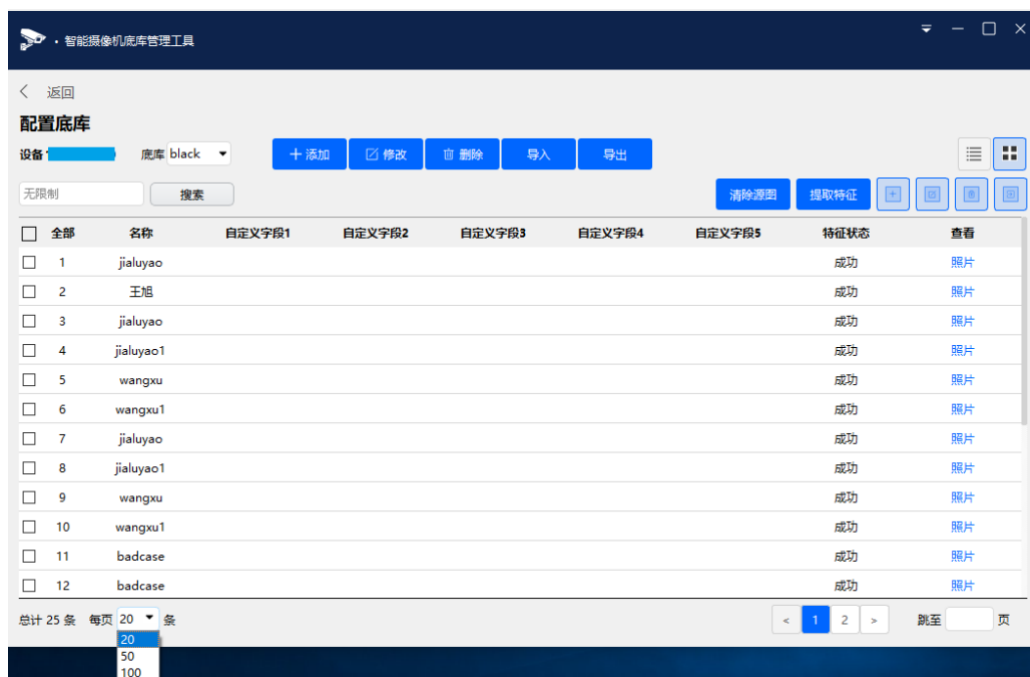 · 智能摄像机底库管理工具
返回
配置底库
设备 底库 black 添加 修改 删除 导入 导出
无限制 搜索 清除源图 提取特征
全部 名称 自定义字段1 自定义字段2 自定义字段3 自定义字段4 自定义字段5 特征状态 查看
1 jialuyao 成功 照片
2 王旭 成功 照片
3 jialuyao 成功 照片
4 jialuyao1 成功 照片
5 wangxu 成功 照片
6 wangxu1 成功 照片
7 jialuyao 成功 照片
8 jialuyao1 成功 照片
9 wangxu 成功 照片
10 wangxu1 成功 照片
11 badcase 成功 照片
12 badcase 成功 照片
总计 25 条 每页 20 条 < 1 2 > 跳至 页
20
50
100